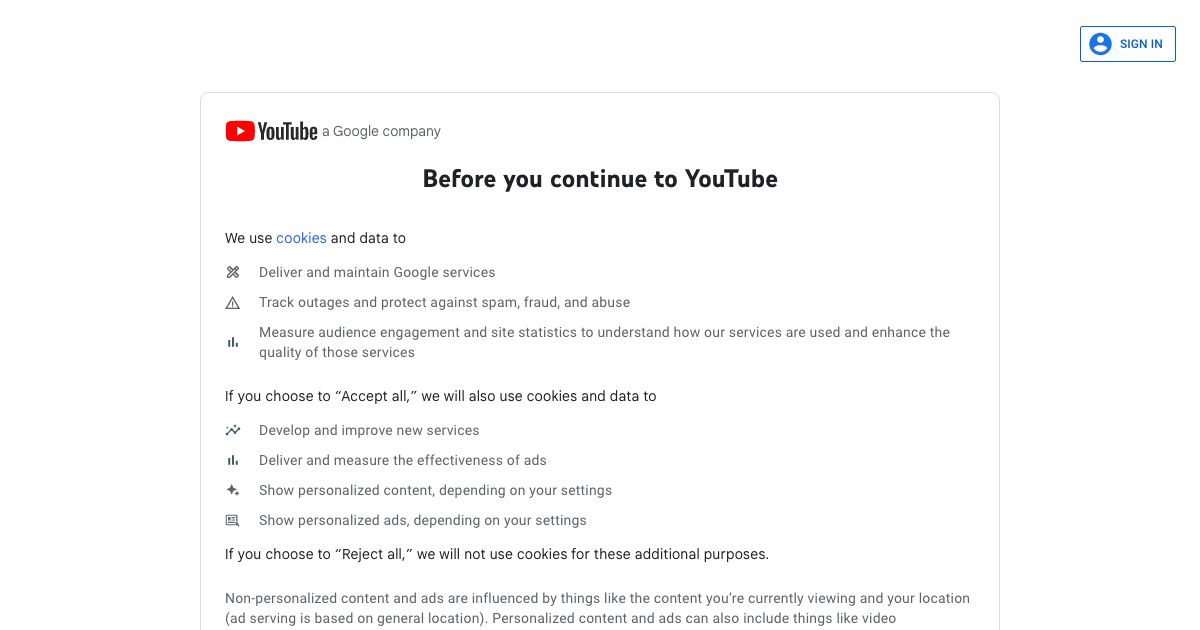 SIGN IN
YouTube a Google company
Before you continue to YouTube
We use cookies and data to
Deliver and maintain Google services
Track outages and protect against spam, fraud, and abuse
Measure audience engagement and site statistics to understand how our services are used and enhance the
quality of those services
If you choose to “Accept all,” we will also use cookies and data to
Develop and improve new services
Deliver and measure the effectiveness of ads
Show personalized content, depending on your settings
Show personalized ads, depending on your settings
If you choose to “Reject all,” we will not use cookies for these additional purposes.
Non-personalized content and ads are influenced by things like the content you’re currently viewing and your location
(ad serving is based on general location). Personalized content and ads can also include things like video